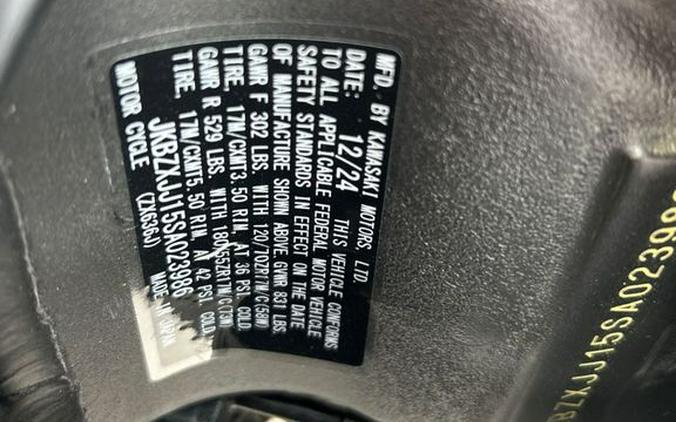 MFD. BY KAWASAKI MOTORS, LTD.
DATE: 12/24 THIS VEHICLE CONFORMS
TO ALL APPLICABLE FEDERAL MOTOR VEHICLE
SAFETY STANDARDS IN EFFECT ON THE DATE
OF MANUFACTURE SHOWN ABOVE. GVWR 831 LBS.
GAWR F 302 LBS. WITH 120/70ZR17M/C(58W)
TIRE, 17M/CXMT3.50 RIM, AT 36 PSI COLD.
GAWR R 529 LBS. WITH 180/55ZR17M/C(73W)
TIRE, 17M/CXMT5.50 RIM, AT 42 PSI COLD.
JKBZXJJ15SA023986
MOTOR CYCLE (ZX636J) MADE IN JAPAN
BZXJJ15SA02398